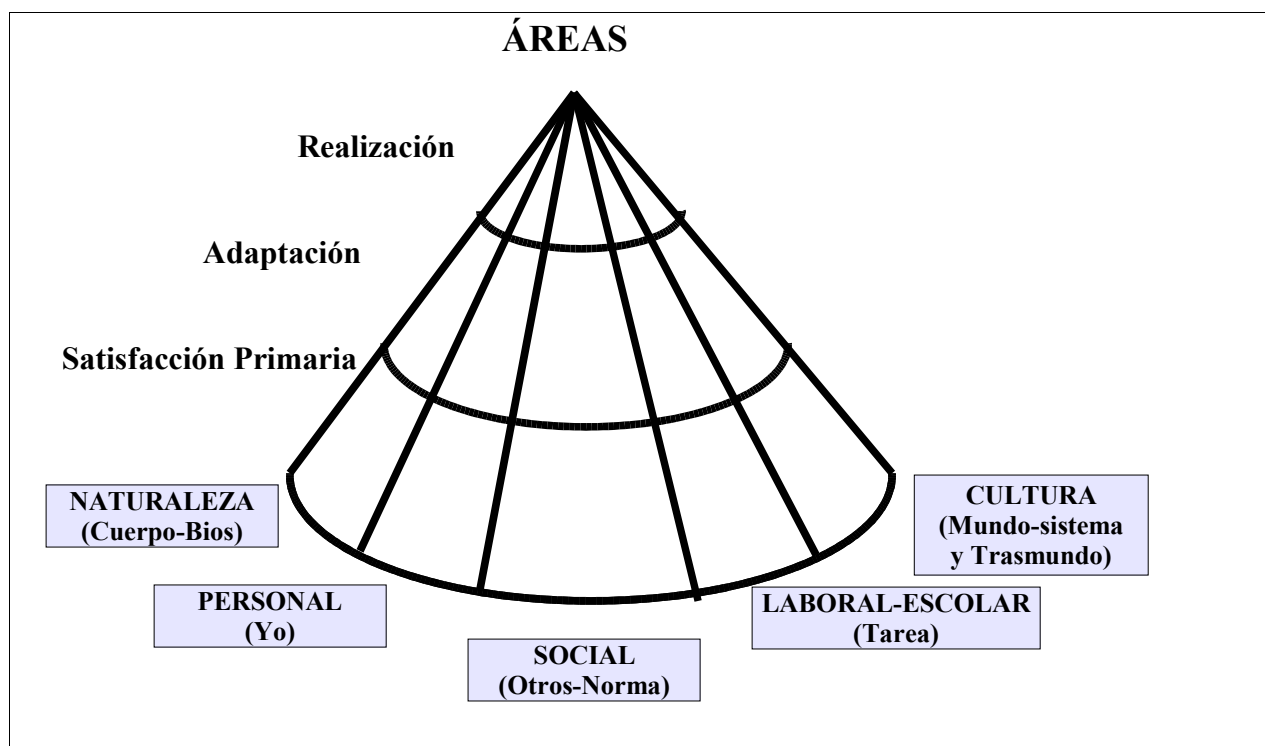 ÁREAS
Realización
Adaptación
Satisfacción Primaria
NATURALEZA
(Cuerpo-Bios)
PERSONAL
(Yo)
SOCIAL
(Otros-Norma)
LABORAL-ESCOLAR
(Tarea)
CULTURA
(Mundo-sistema
y Trasmundo)